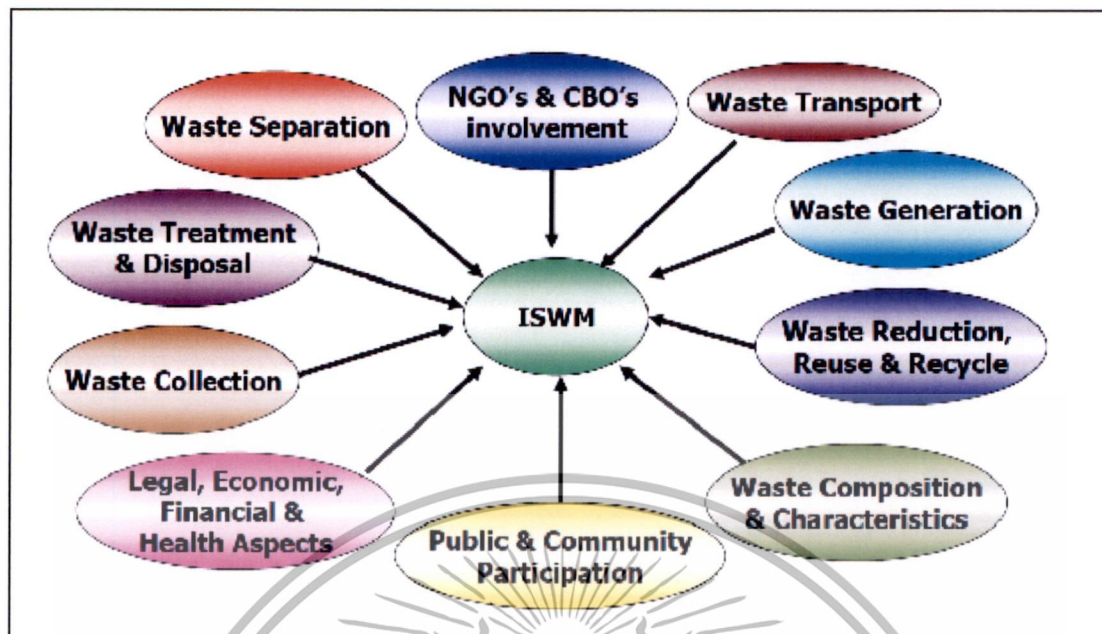 NGO's & CBO's
involvement
Waste Transport
Waste Separation
Waste Generation
Waste Treatment
& Disposal
ISWM
Waste Reduction,
Reuse & Recycle
Waste Collection
Legal, Economic,
Financial &
Health Aspects
Waste Composition
& Characteristics
Public & Community
Participation